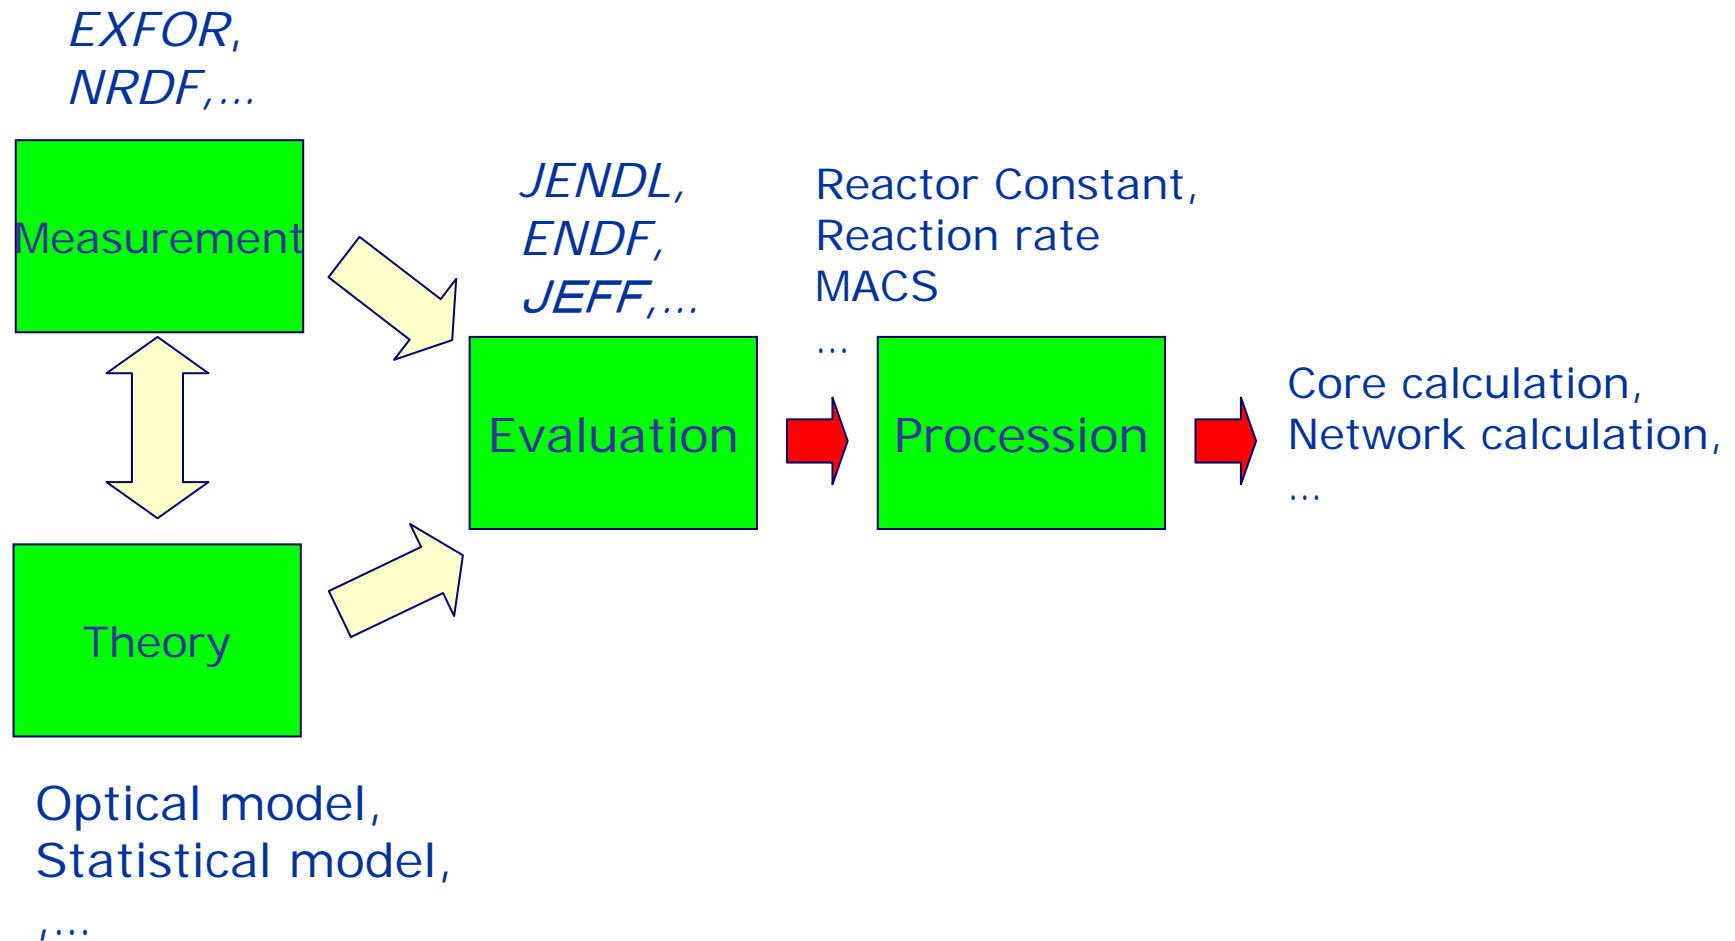 EXFOR,
NRDF,...
Measurement
JENDL,
ENDF,
JEFF,...
Reactor Constant,
Reaction rate
MACS
...
Evaluation
Procession
Core calculation,
Network calculation,
...
Theory
Optical model,
Statistical model,
,...